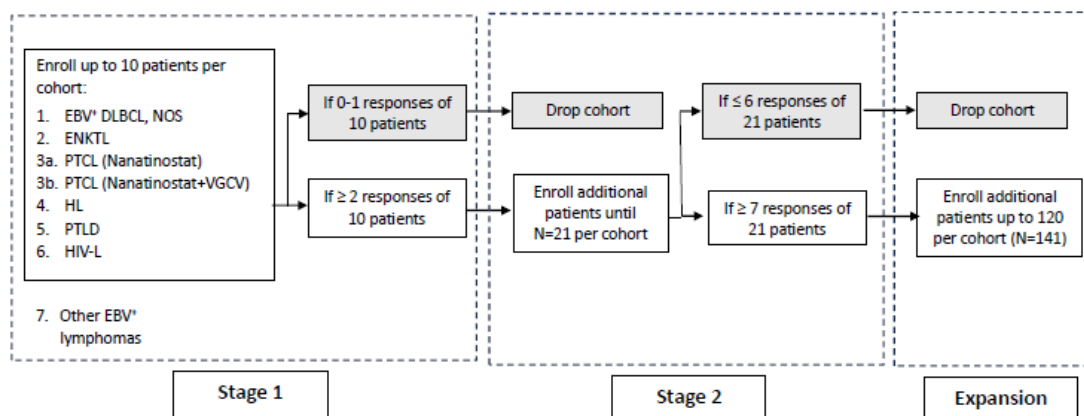 Enroll up to 10 patients per
cohort:
1. EBV⁺ DLBCL, NOS
2. ENKTL
3a. PTCL (Nanatinostat)
3b. PTCL (Nanatinostat+VGCV)
4. HL
5. PTLD
6. HIV-L
7. Other EBV⁺
lymphomas
If 0-1 responses of
10 patients
If ≥ 2 responses of
10 patients
Stage 1
Drop cohort
Enroll additional
patients until
N=21 per cohort
If ≤ 6 responses of
21 patients
If ≥ 7 responses of
21 patients
Stage 2
Drop cohort
Enroll additional
patients up to 120
per cohort (N=141)
Expansion